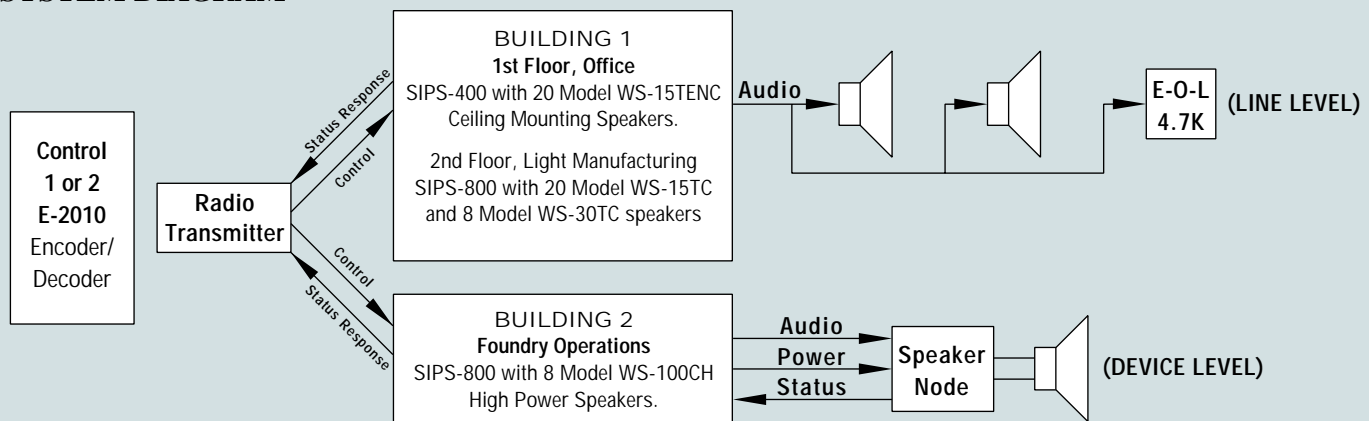 SYSTEM DIAGRAM
Control
1 or 2
E-2010
Encoder/
Decoder
Radio
Transmitter
Status Response
Control
Control
Status Response
BUILDING 1
1st Floor, Office
SIPS-400 with 20 Model WS-15TENC
Ceiling Mounting Speakers.
2nd Floor, Light Manufacturing
SIPS-800 with 20 Model WS-15TC
and 8 Model WS-30TC speakers
Audio
E-O-L
4.7K
(LINE LEVEL)
BUILDING 2
Foundry Operations
SIPS-800 with 8 Model WS-100CH
High Power Speakers.
Audio
Power
Status
Speaker
Node
(DEVICE LEVEL)